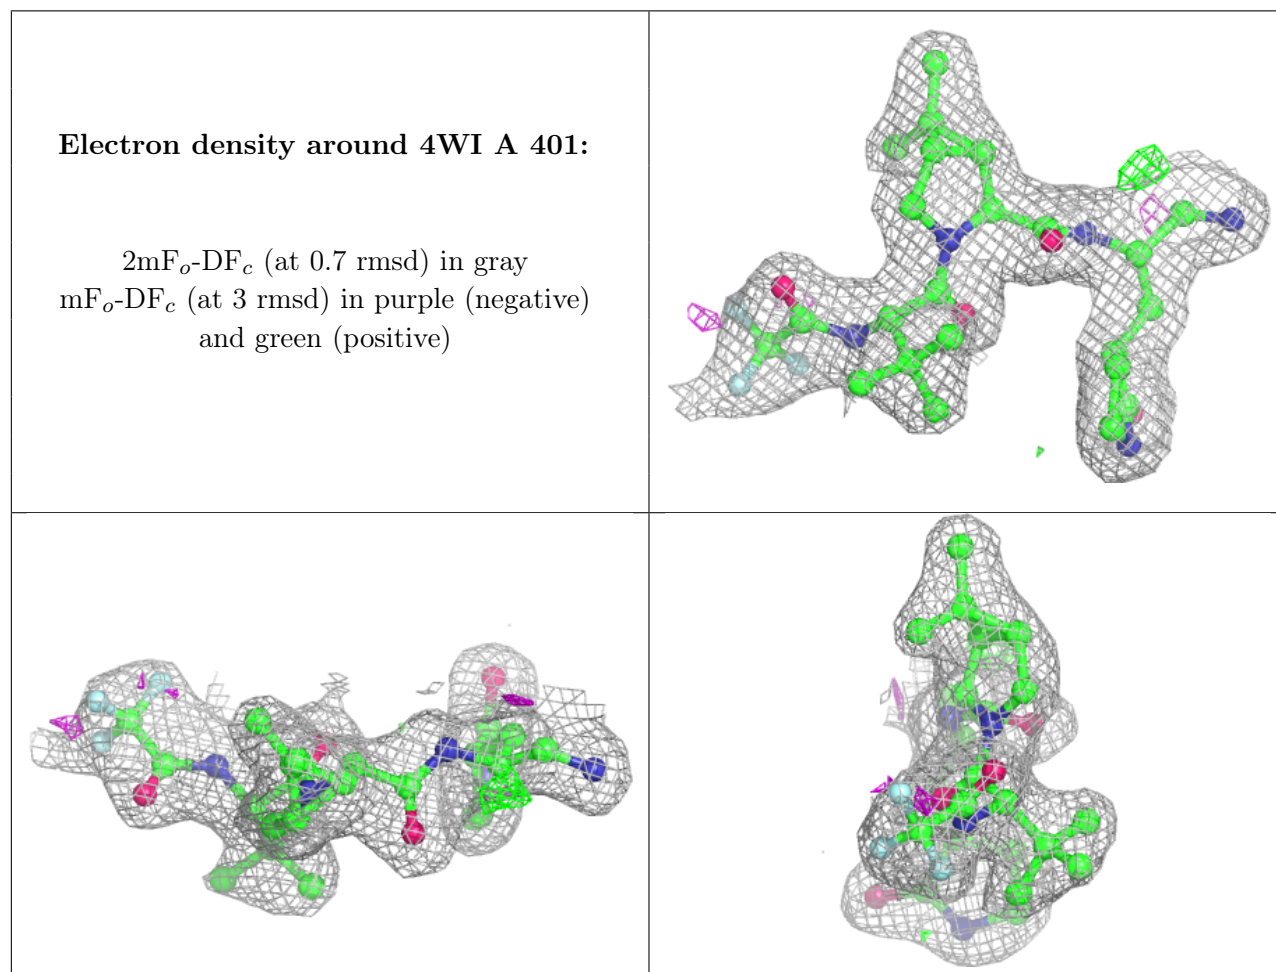 Electron density around 4WI A 401:
2mFo-DFc (at 0.7 rmsd) in gray
mFo-DFc (at 3 rmsd) in purple (negative)
and green (positive)